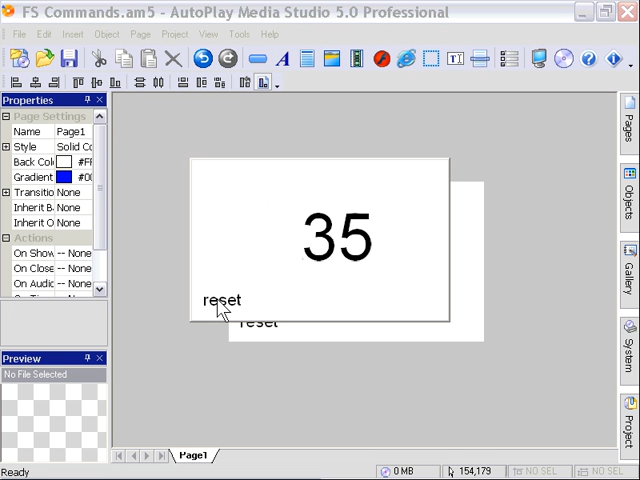 FS Commands.am5 - AutoPlay Media Studio 5.0 Professional
File Edit Insert Object Page Project View Tools Help
Properties
Page Settings
Name Page1
Style Solid Co
Back Colo #FF
Gradient #00
Transition None
Inherit B None
Inherit O None
Actions
On Show -- None
On Close -- None
On Audio -- None
Preview
No File Selected
35
reset
reset
Pages
Objects
Gallery
System
Project
Page1
Ready
0 MB
154,179
NO SEL
NO SEL